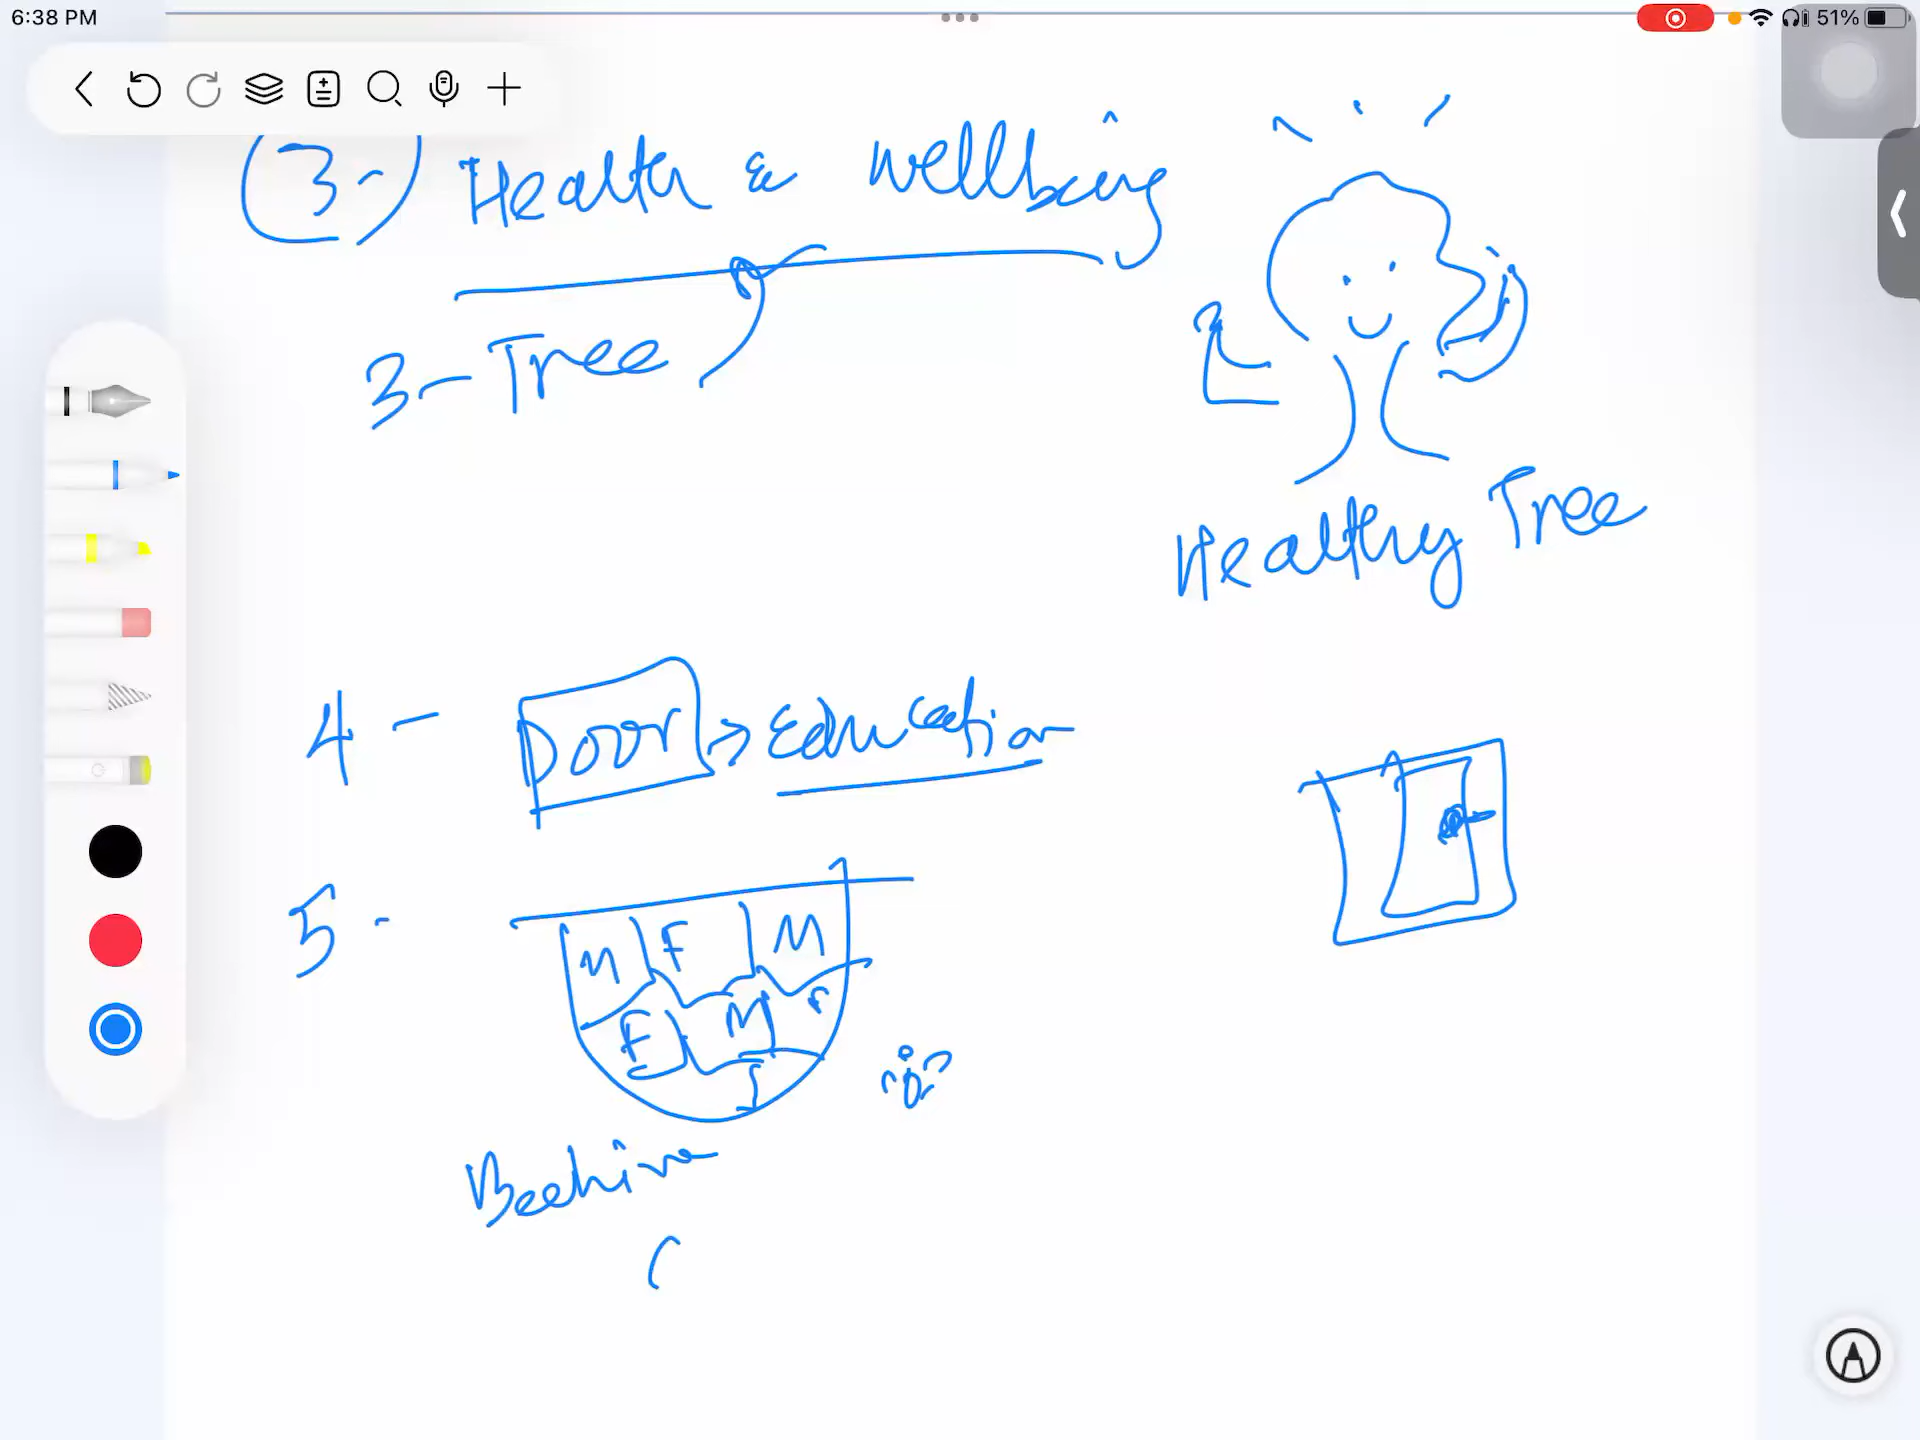 6:38 PM
51%
(3-) Health & wellbeing
3-Tree
Healthy Tree
4 - Door → Education
5 -
M F M
F M F
Beehive
(